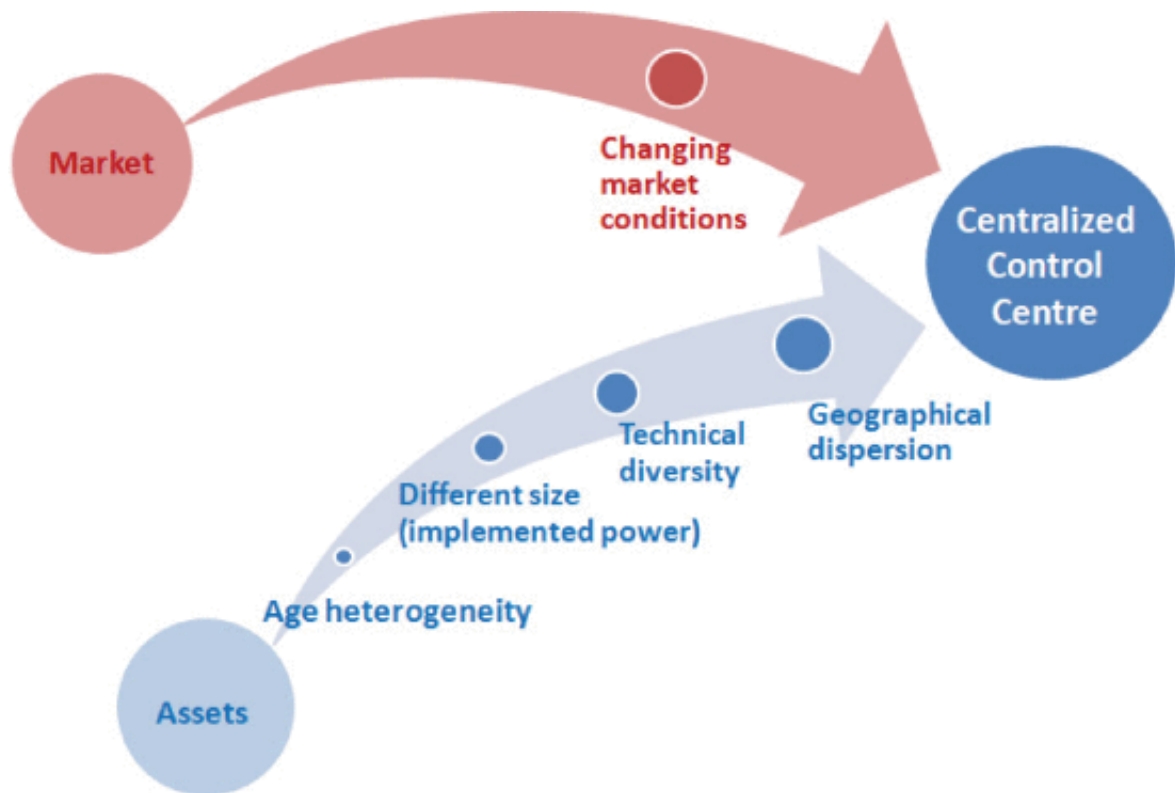 Market
Changing
market
conditions
Centralized
Control
Centre
Geographical
dispersion
Technical
diversity
Different size
(implemented power)
Age heterogeneity
Assets